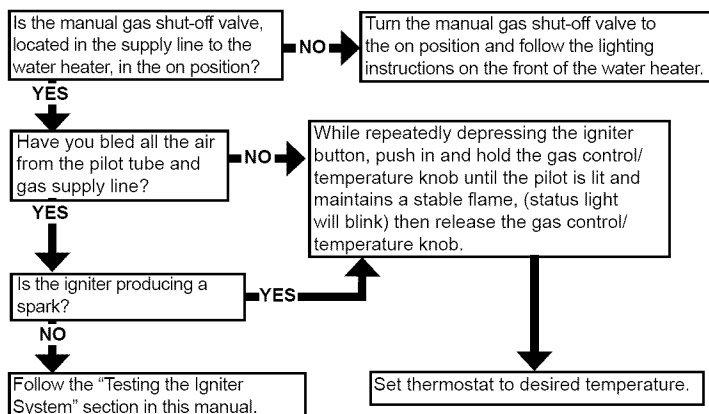 Is the manual gas shut-off valve,
located in the supply line to the
water heater, in the on position?
NO
Turn the manual gas shut-off valve to
the on position and follow the lighting
instructions on the front of the water heater.
YES
Have you bled all the air
from the pilot tube and
gas supply line?
NO
While repeatedly depressing the igniter
button, push in and hold the gas control/
temperature knob until the pilot is lit and
maintains a stable flame, (status light
will blink) then release the gas control/
temperature knob.
YES
Is the igniter producing a
spark?
YES
NO
Follow the “Testing the Igniter
System” section in this manual.
Set thermostat to desired temperature.